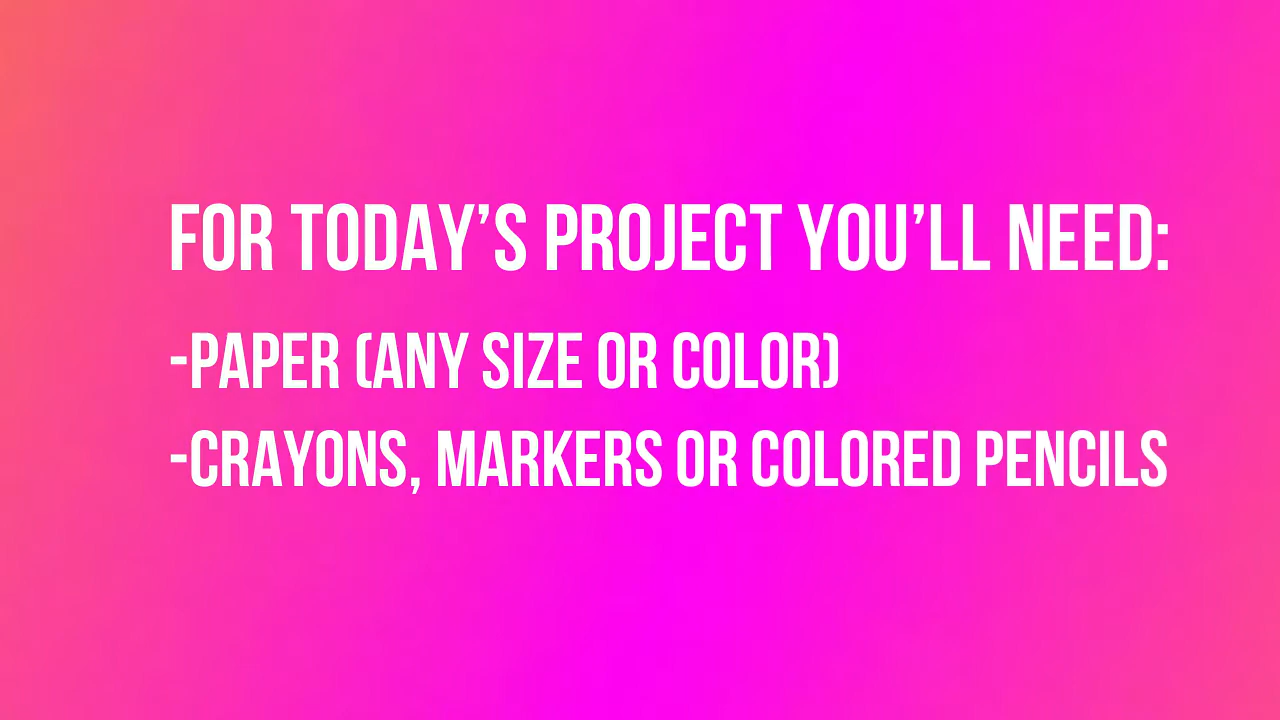 FOR TODAY’S PROJECT YOU’LL NEED:
-PAPER (ANY SIZE OR COLOR)
-CRAYONS, MARKERS OR COLORED PENCILS